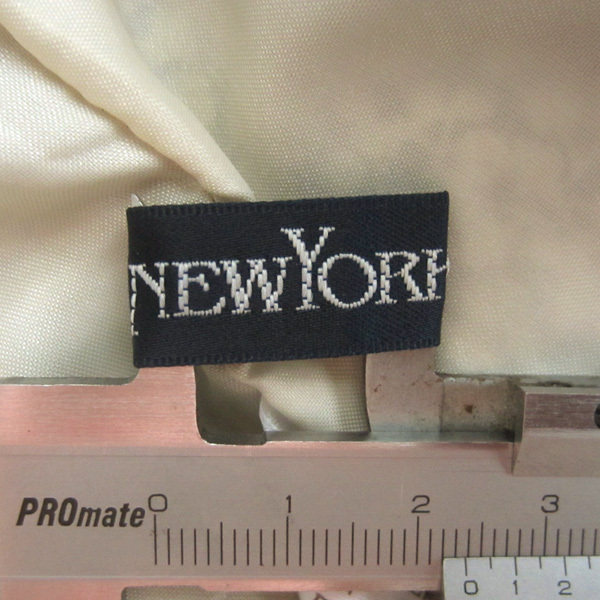 NEWYORK
PROmate
0 1 2 3
0 1 2